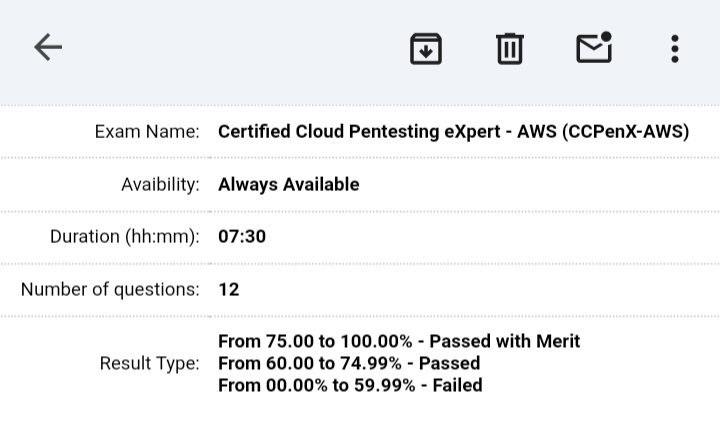 Exam Name: Certified Cloud Pentesting eXpert - AWS (CCPenX-AWS)
Avaibility: Always Available
Duration (hh:mm): 07:30
Number of questions: 12
From 75.00 to 100.00% - Passed with Merit
Result Type: From 60.00 to 74.99% - Passed
From 00.00% to 59.99% - Failed